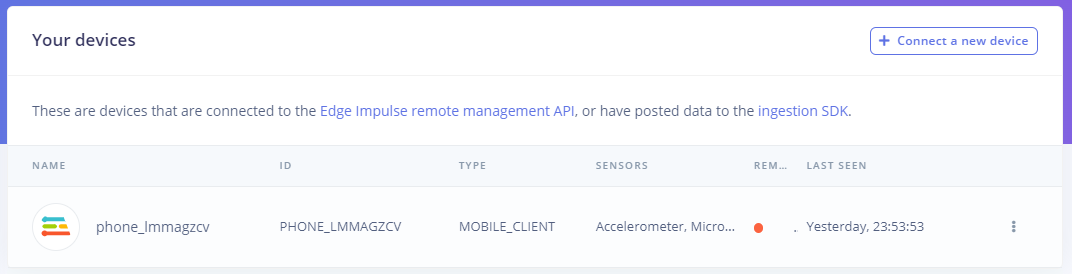 Your devices
+ Connect a new device
These are devices that are connected to the Edge Impulse remote management API, or have posted data to the ingestion SDK.
NAME ID TYPE SENSORS REM... LAST SEEN
phone_lmmagzcv PHONE_LMMAGZCV MOBILE_CLIENT Accelerometer, Micro... .. Yesterday, 23:53:53